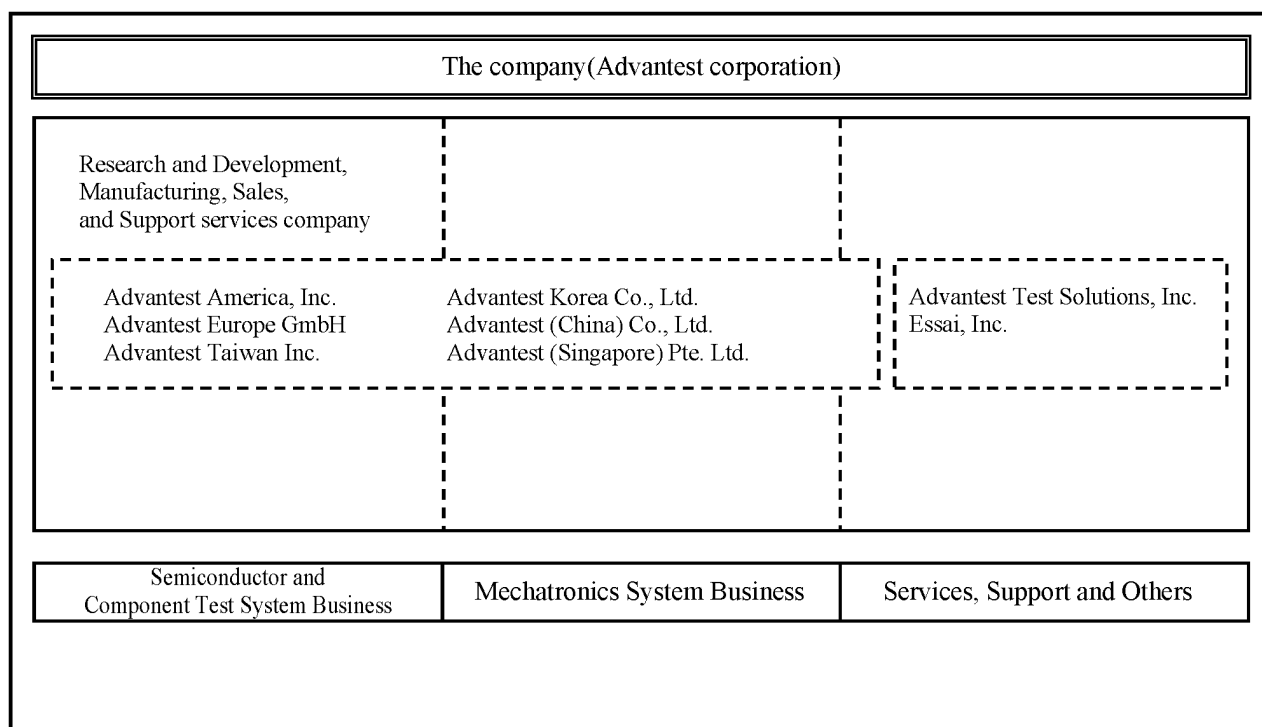 The company(Advantest corporation)
Research and Development,
Manufacturing, Sales,
and Support services company
Advantest America, Inc.
Advantest Europe GmbH
Advantest Taiwan Inc.
Advantest Korea Co., Ltd.
Advantest (China) Co., Ltd.
Advantest (Singapore) Pte. Ltd.
Advantest Test Solutions, Inc.
Essai, Inc.
Semiconductor and
Component Test System Business
Mechatronics System Business
Services, Support and Others